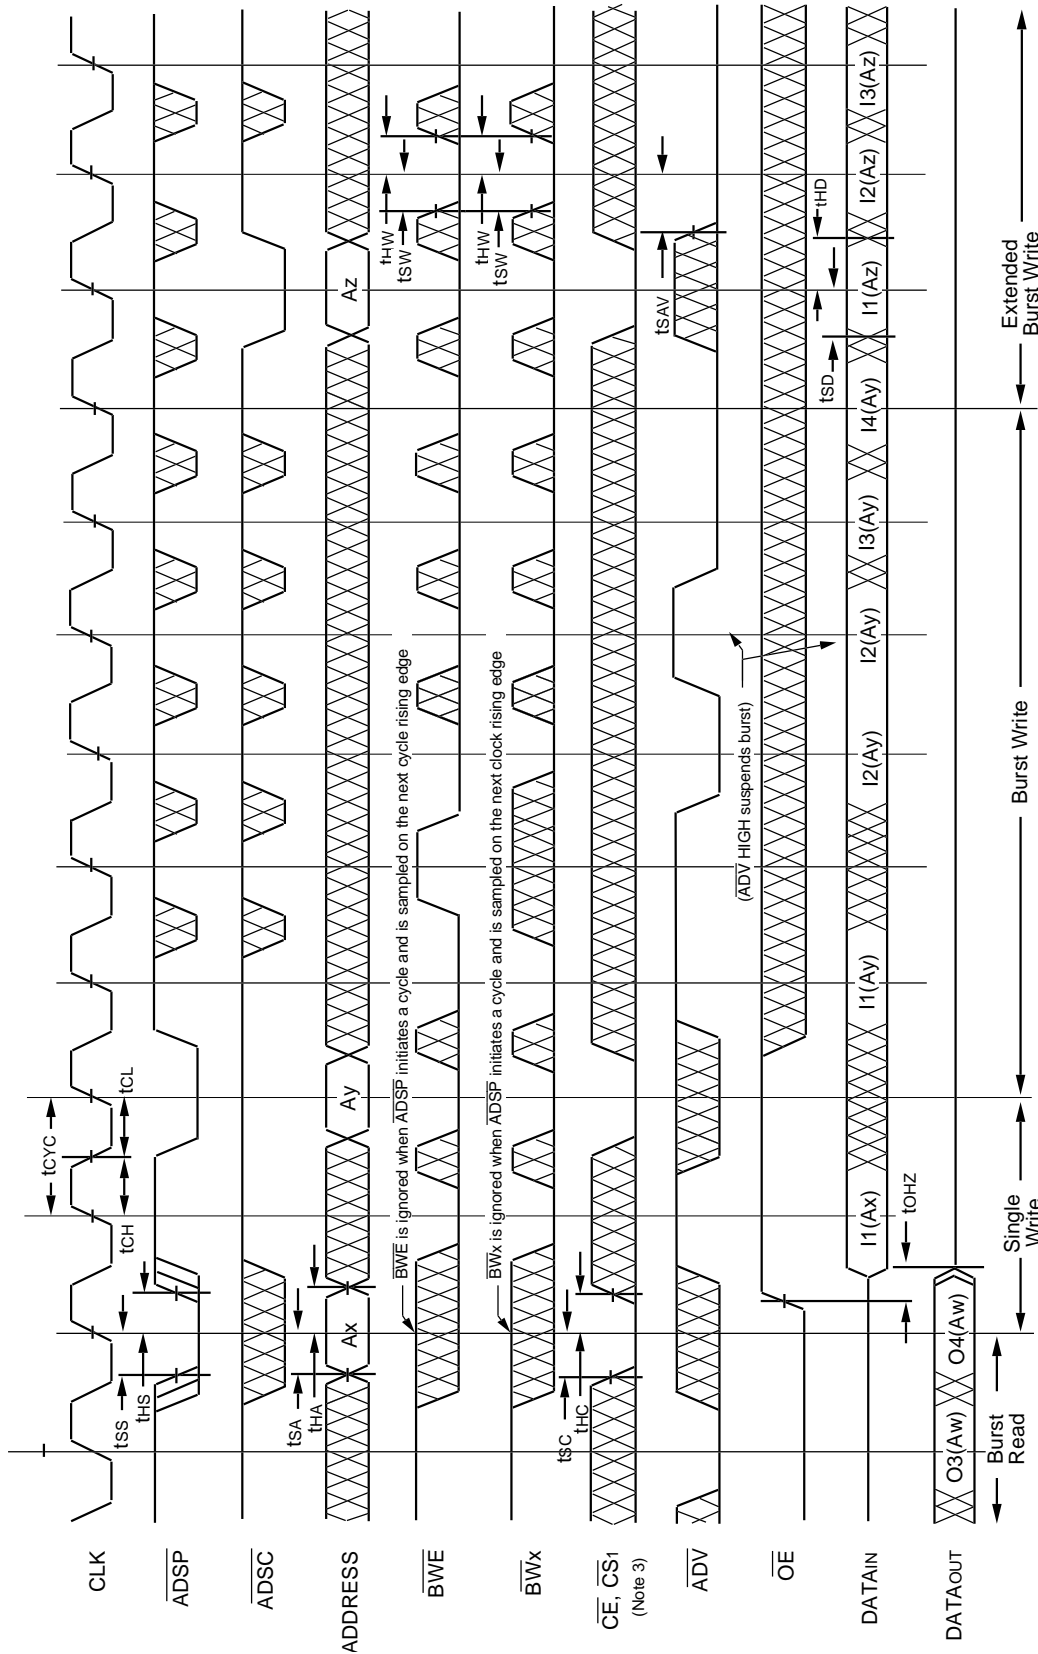 CLK
ADSP
ADSC
ADDRESS
BWE
BWx
CE, CS1
(Note 3)
ADV
OE
DATAIN
DATAOUT
tCYC
tCH
tCL
tSS
tHS
tSA
tHA
Ax
Ay
Az
BWE is ignored when ADSP initiates a cycle and is sampled on the next cycle rising edge
tHW
tSW
BWx is ignored when ADSP initiates a cycle and is sampled on the next clock rising edge
tHW
tSW
tSC
tHC
tSAV
(ADV HIGH suspends burst)
tSD
tHD
I1(Ax)
I1(Ay)
I2(Ay)
I2(Ay)
I3(Ay)
I4(Ay)
I1(Az)
I2(Az)
I3(Az)
tOHZ
O3(Aw)
O4(Aw)
Burst
Read
Single
Write
Burst Write
Extended
Burst Write